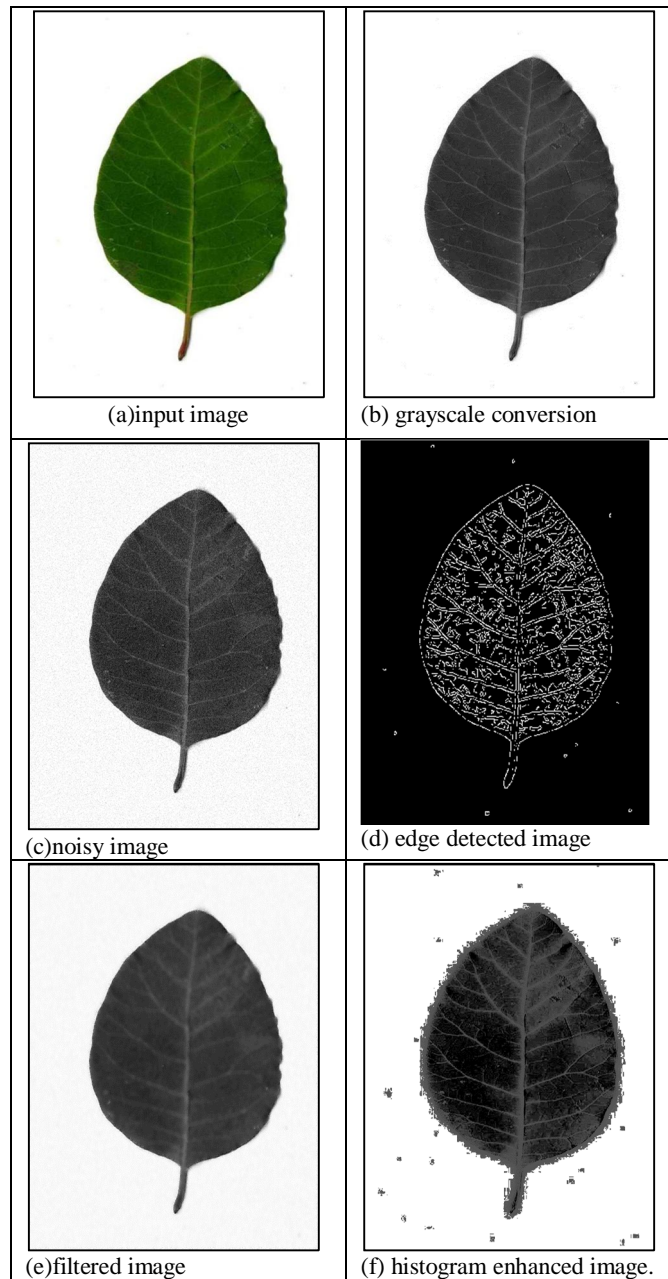 (a)input image
(b) grayscale conversion
(c)noisy image
(d) edge detected image
(e)filtered image
(f) histogram enhanced image.